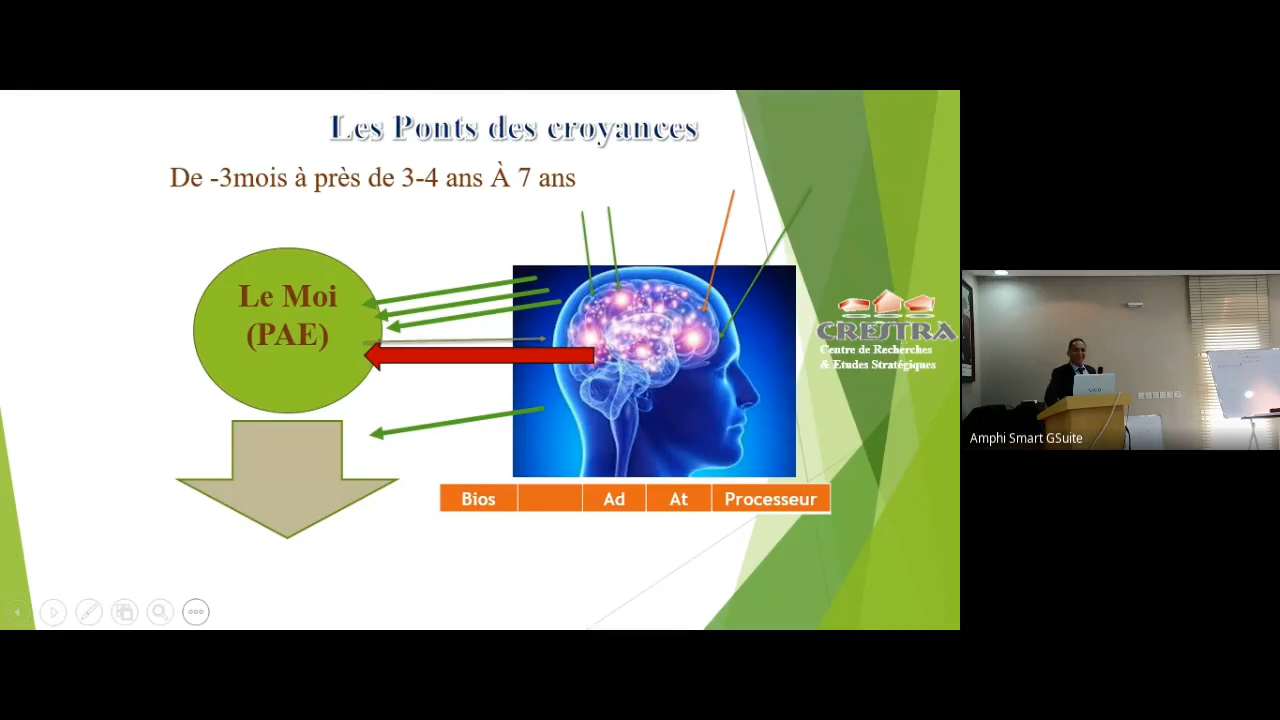 Les Ponts des croyances
De -3mois à près de 3-4 ans À 7 ans
Le Moi
(PAE)
CRESTRA
Centre de Recherches
& Etudes Stratégiques
Bios
Ad
At
Processeur
Amphi Smart GSuite